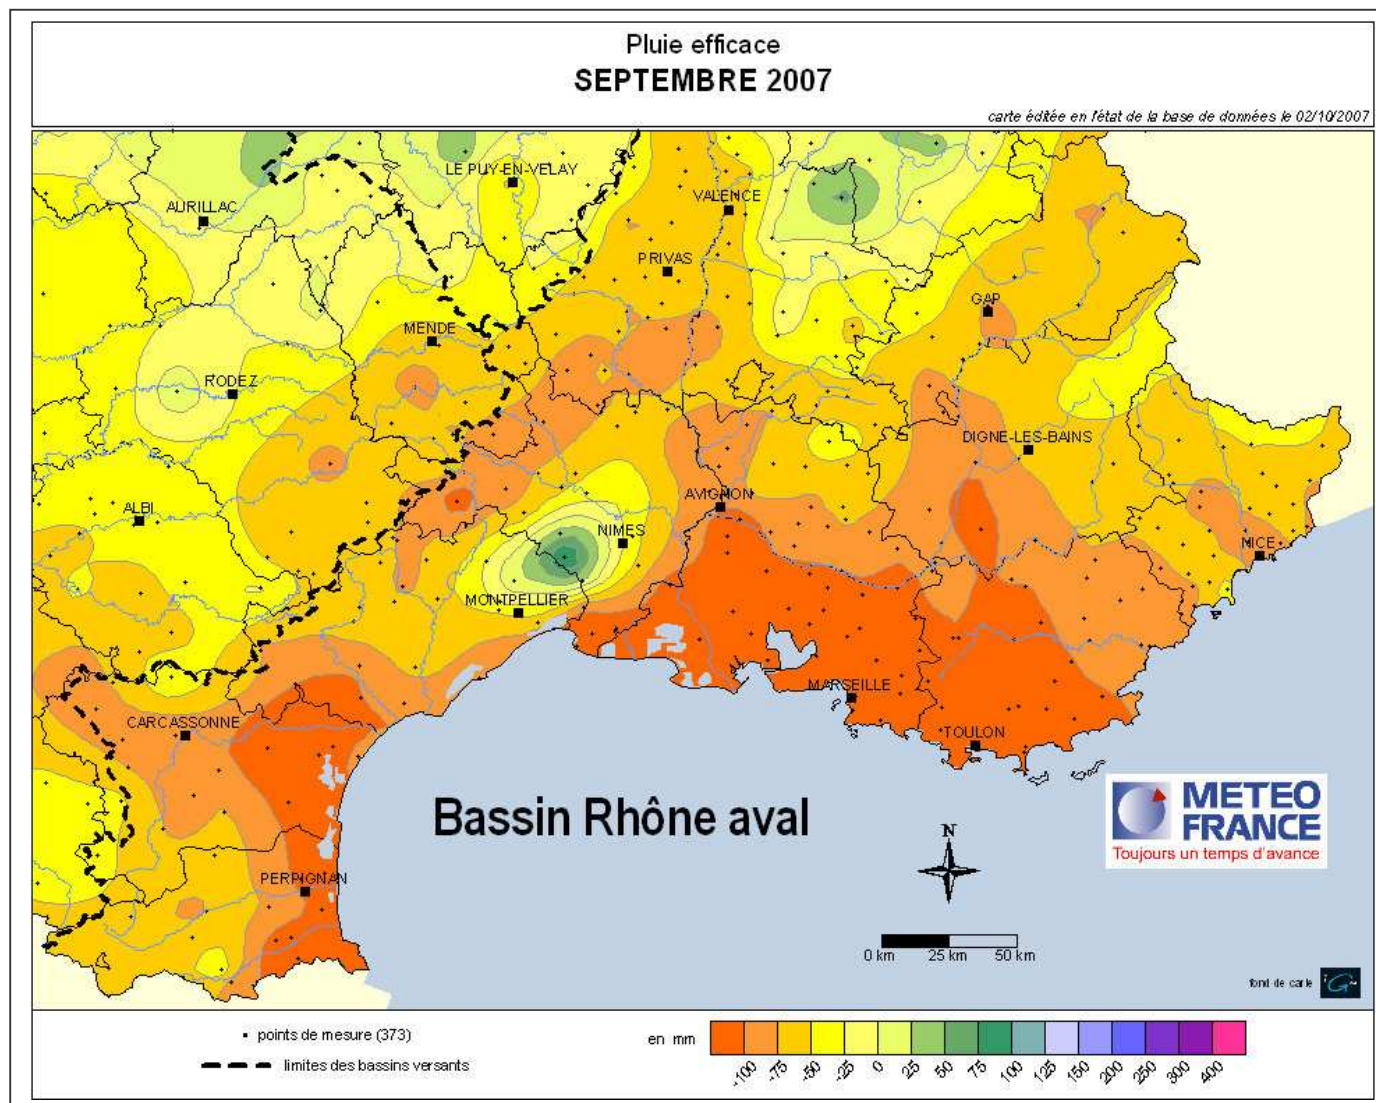 Pluie efficace
SEPTEMBRE 2007
carte éditée en l'état de la base de données le 02/10/2007
LE PUY-EN-VELAY
AURILLAC
VALENCE
PRIVAS
GAP
MENDE
RODEZ
DIGNE-LES-BAINS
AVIGNON
ALBI
NIMES
NICE
MONTPELLIER
MARSEILLE
CARCASSONNE
TOULON
Bassin Rhône aval
METEO
FRANCE
Toujours un temps d'avance
N
PERPIGNAN
0 km 25 km 50 km
fond de carte
points de mesure (373)
limites des bassins versants
en mm
-100 -75 -50 -25 0 25 50 75 100 125 150 200 250 300 400